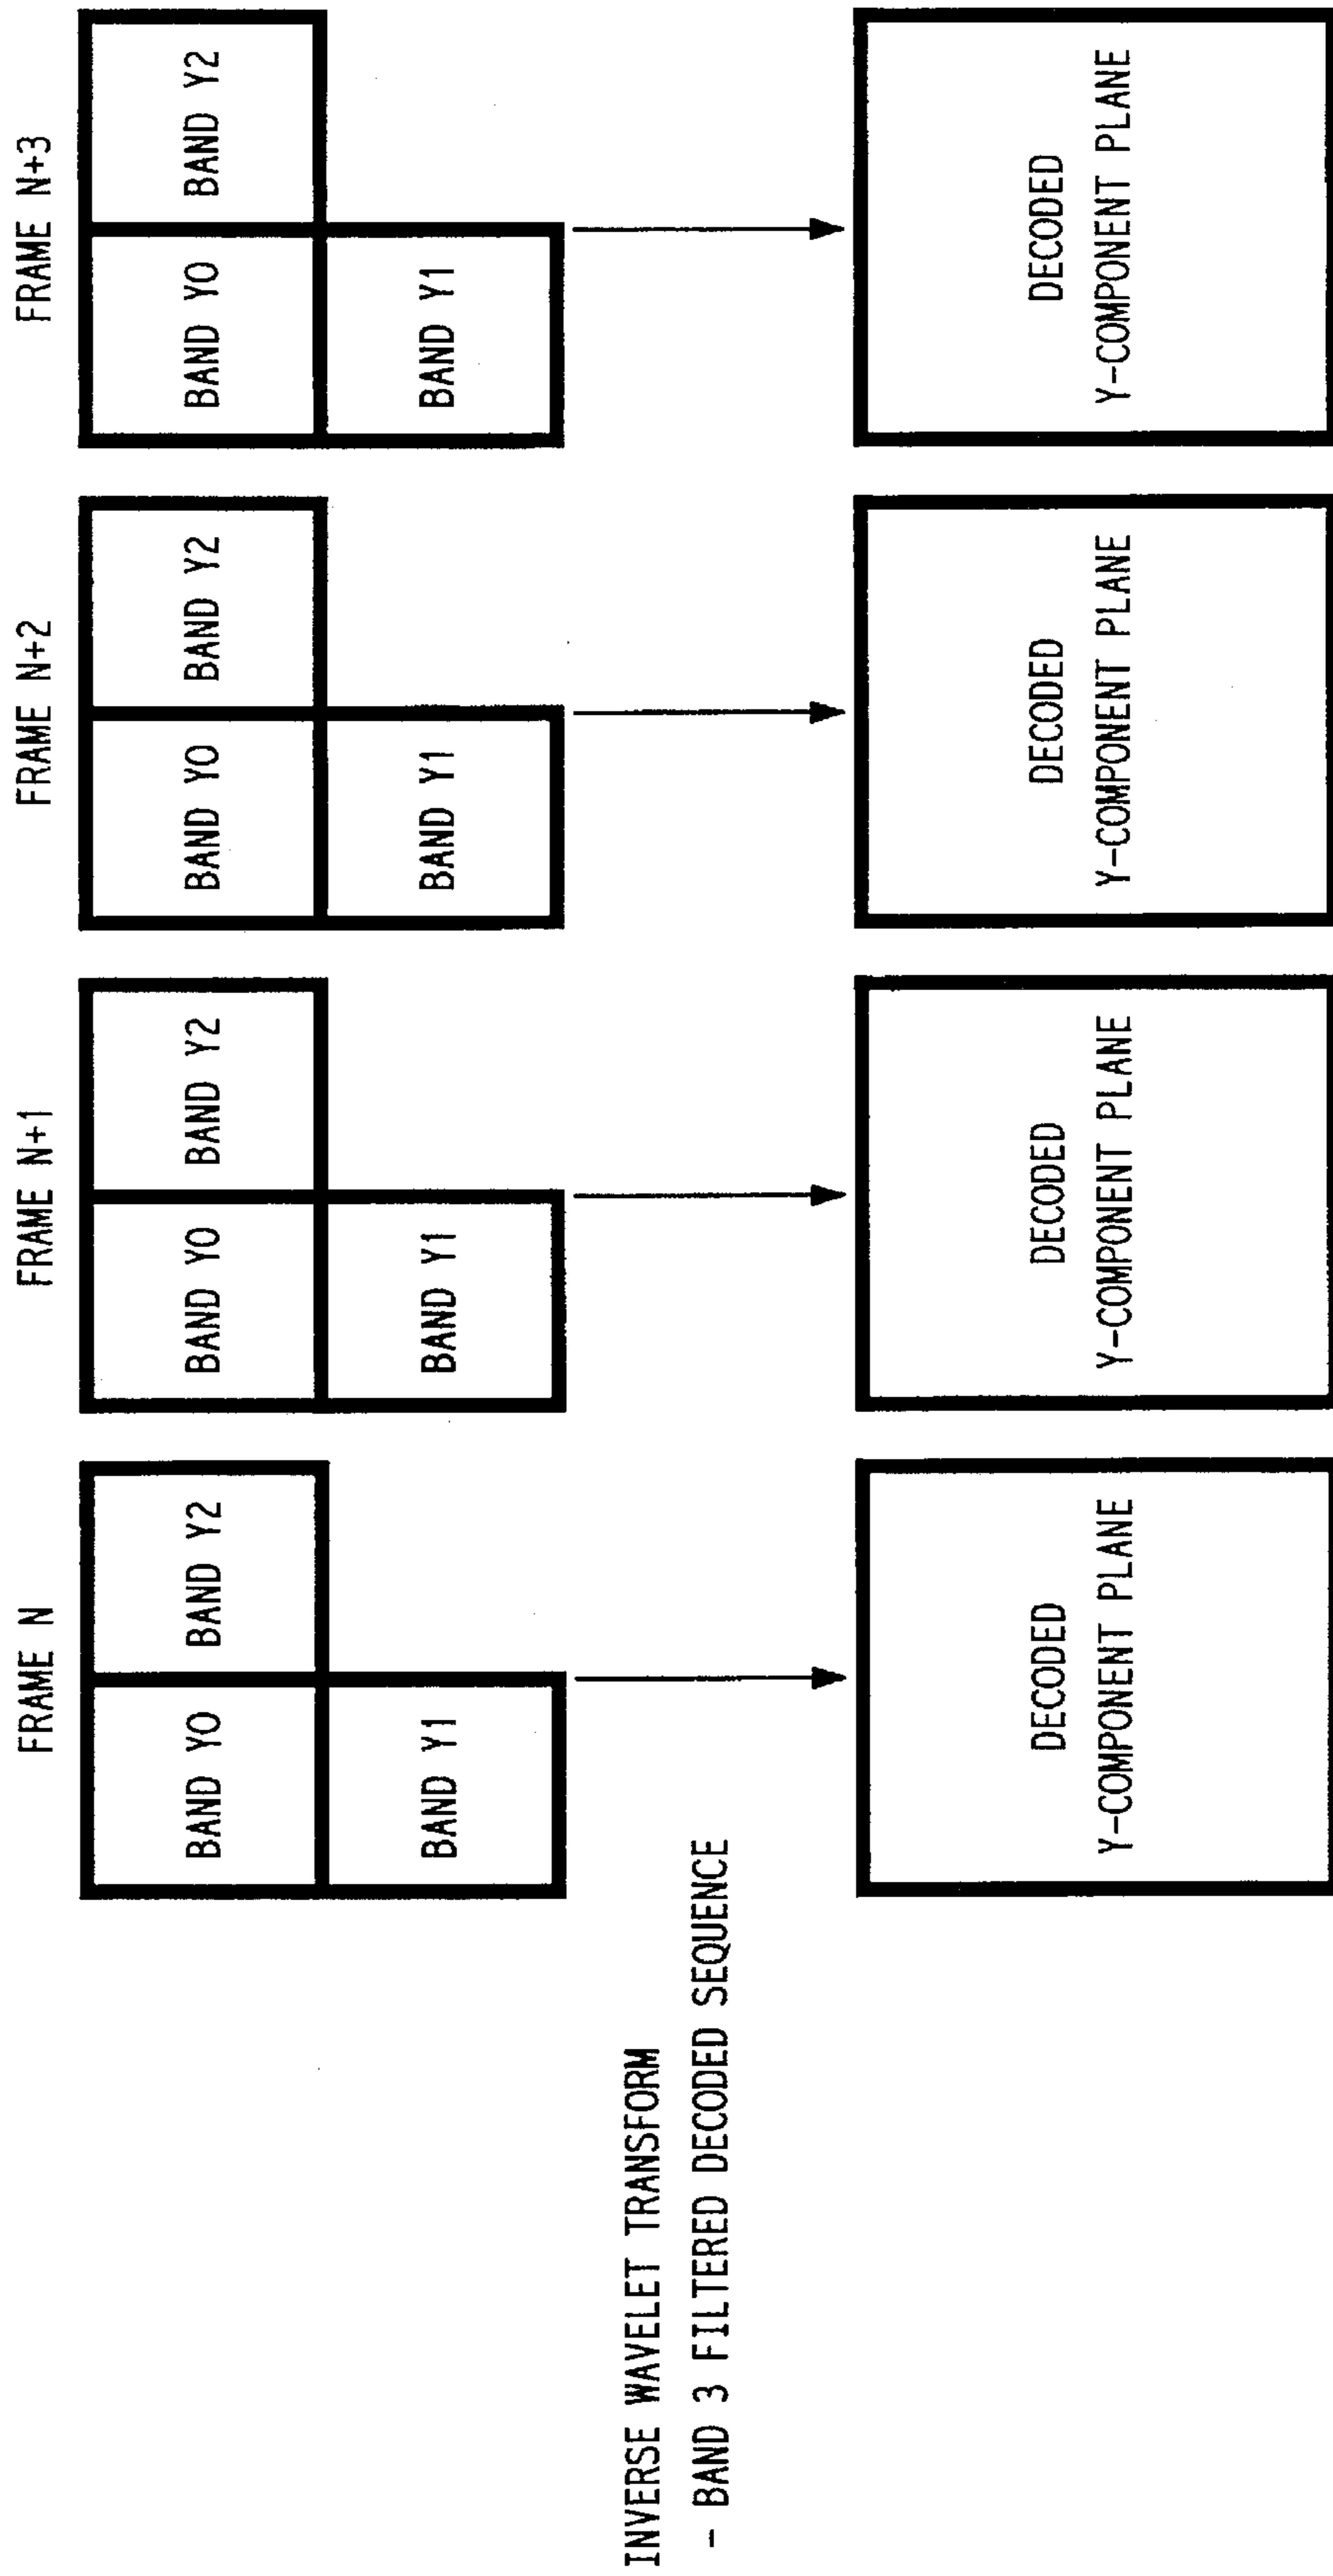 FRAME N
FRAME N+1
FRAME N+2
FRAME N+3
BAND Y0
BAND Y2
BAND Y0
BAND Y2
BAND Y0
BAND Y2
BAND Y0
BAND Y2
BAND Y1
BAND Y1
BAND Y1
BAND Y1
INVERSE WAVELET TRANSFORM
- BAND 3 FILTERED DECODED SEQUENCE
DECODED
Y-COMPONENT PLANE
DECODED
Y-COMPONENT PLANE
DECODED
Y-COMPONENT PLANE
DECODED
Y-COMPONENT PLANE